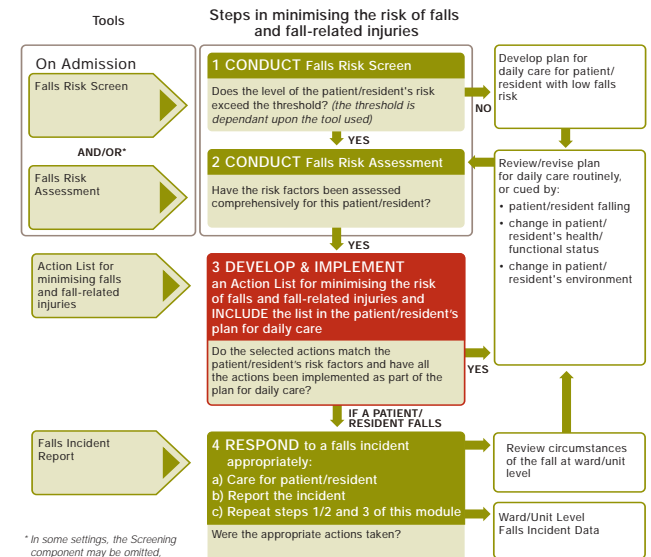 Tools
Steps in minimising the risk of falls
and fall-related injuries
On Admission
Falls Risk Screen
AND/OR*
Falls Risk
Assessment
1 CONDUCT Falls Risk Screen
Does the level of the patient/resident's risk
exceed the threshold? (the threshold is
dependant upon the tool used)
NO
Develop plan for
daily care for patient/
resident with low falls
risk
YES
2 CONDUCT Falls Risk Assessment
Have the risk factors been assessed
comprehensively for this patient/resident?
Review/revise plan
for daily care routinely,
or cued by:
• patient/resident falling
• change in patient/
resident's health/
functional status
• change in patient/
resident's environment
YES
Action List for
minimising falls
and fall-related
injuries
3 DEVELOP & IMPLEMENT
an Action List for minimising the risk
of falls and fall-related injuries and
INCLUDE the list in the patient/resident's
plan for daily care
Do the selected actions match the
patient/resident's risk factors and have all
the actions been implemented as part of the
plan for daily care?
YES
IF A PATIENT/
RESIDENT FALLS
Falls Incident
Report
4 RESPOND to a falls incident
appropriately:
a) Care for patient/resident
b) Report the incident
c) Repeat steps 1/2 and 3 of this module
Were the appropriate actions taken?
Review circumstances
of the fall at ward/unit
level
Ward/Unit Level
Falls Incident Data
* In some settings, the Screening
component may be omitted,